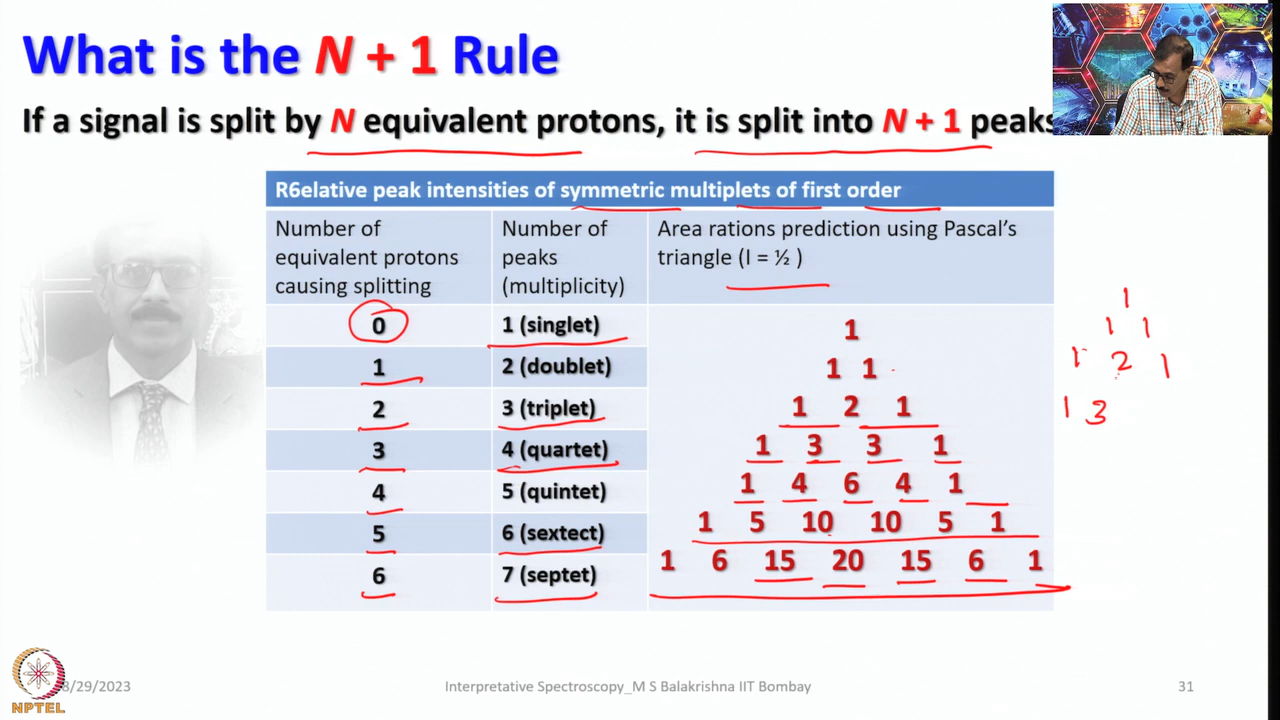 What is the N + 1 Rule
If a signal is split by N equivalent protons, it is split into N + 1 peaks
R6elative peak intensities of symmetric multiplets of first order
Number of equivalent protons causing splitting
Number of peaks (multiplicity)
Area rations prediction using Pascal's triangle (I = ½ )
0 1 (singlet) 1
1 2 (doublet) 1 1
2 3 (triplet) 1 2 1
3 4 (quartet) 1 3 3 1
4 5 (quintet) 1 4 6 4 1
5 6 (sextect) 1 5 10 10 5 1
6 7 (septet) 1 6 15 20 15 6 1
1
1 1
1 2 1
1 3
8/29/2023
Interpretative Spectroscopy_M S Balakrishna IIT Bombay
31
NPTEL